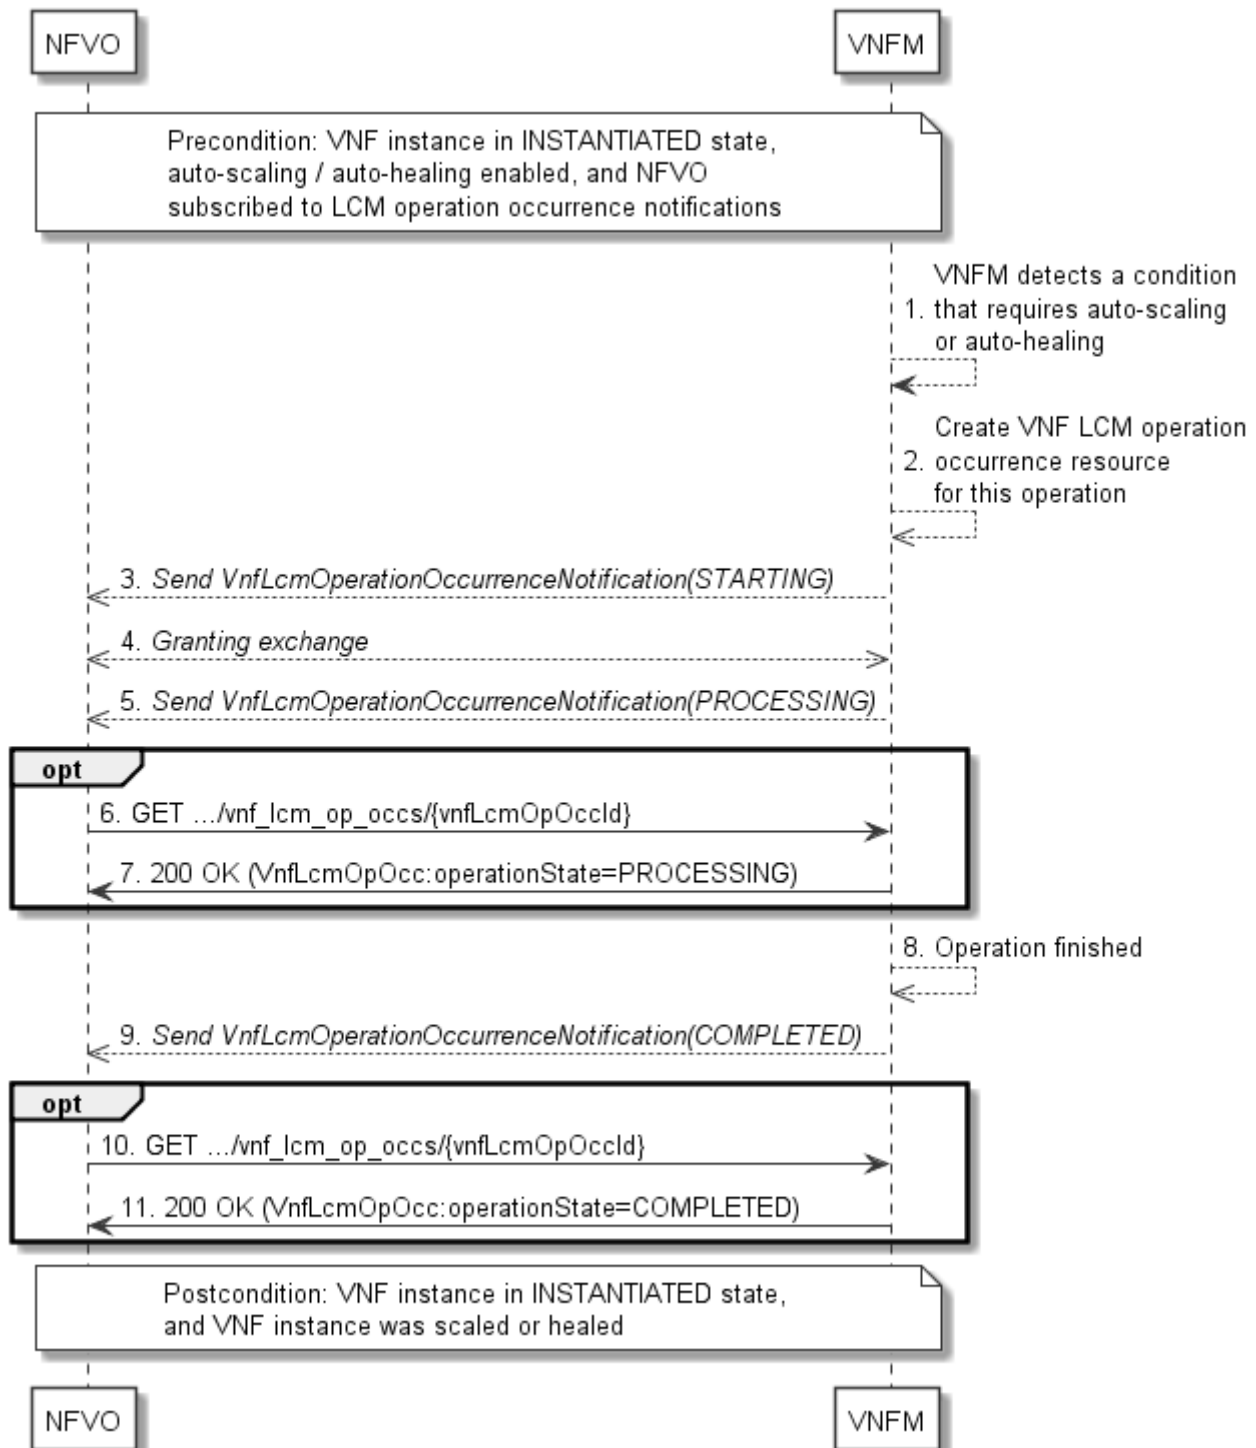 NFVO
VNFM
Precondition: VNF instance in INSTANTIATED state,
auto-scaling / auto-healing enabled, and NFVO
subscribed to LCM operation occurrence notifications
VNFM detects a condition
1. that requires auto-scaling
or auto-healing
Create VNF LCM operation
2. occurrence resource
for this operation
3. Send VnfLcmOperationOccurrenceNotification(STARTING)
4. Granting exchange
5. Send VnfLcmOperationOccurrenceNotification(PROCESSING)
opt
6. GET .../vnf_lcm_op_occs/{vnfLcmOpOccId}
7. 200 OK (VnfLcmOpOcc:operationState=PROCESSING)
8. Operation finished
9. Send VnfLcmOperationOccurrenceNotification(COMPLETED)
opt
10. GET .../vnf_lcm_op_occs/{vnfLcmOpOccId}
11. 200 OK (VnfLcmOpOcc:operationState=COMPLETED)
Postcondition: VNF instance in INSTANTIATED state,
and VNF instance was scaled or healed
NFVO
VNFM